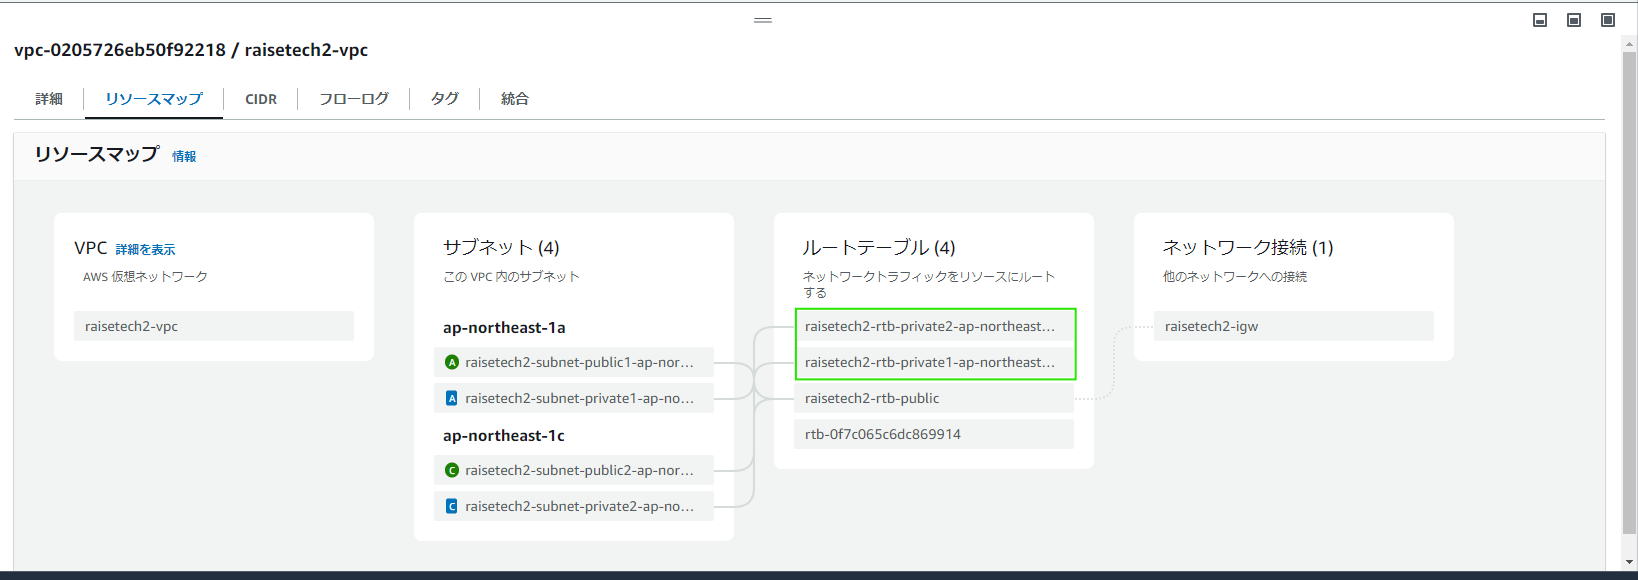 vpc-0205726eb50f92218 / raisetech2-vpc
詳細 リソースマップ CIDR フローログ タグ 統合
リソースマップ 情報
VPC 詳細を表示
AWS 仮想ネットワーク
raisetech2-vpc
サブネット (4)
この VPC 内のサブネット
ap-northeast-1a
A raisetech2-subnet-public1-ap-nor...
A raisetech2-subnet-private1-ap-no...
ap-northeast-1c
C raisetech2-subnet-public2-ap-nor...
C raisetech2-subnet-private2-ap-no...
ルートテーブル (4)
ネットワークトラフィックをリソースにルート
する
raisetech2-rtb-private2-ap-northeast...
raisetech2-rtb-private1-ap-northeast...
raisetech2-rtb-public
rtb-0f7c065c6dc869914
ネットワーク接続 (1)
他のネットワークへの接続
raisetech2-igw